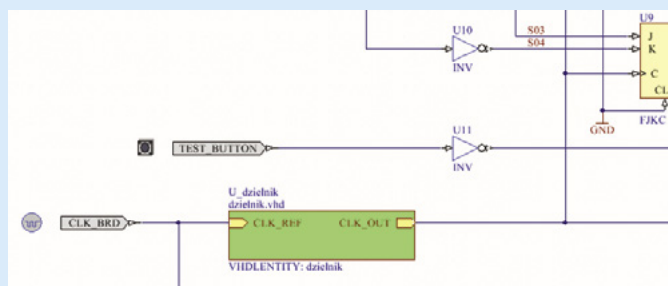 U10
INV
S03
S04
U9
J
K
C
CL
FJKC
GND
TEST_BUTTON
U11
INV
U_dzielnik
dzielnik.vhd
CLK_BRD
CLK_REF
CLK_OUT
VHDLENTITY: dzielnik